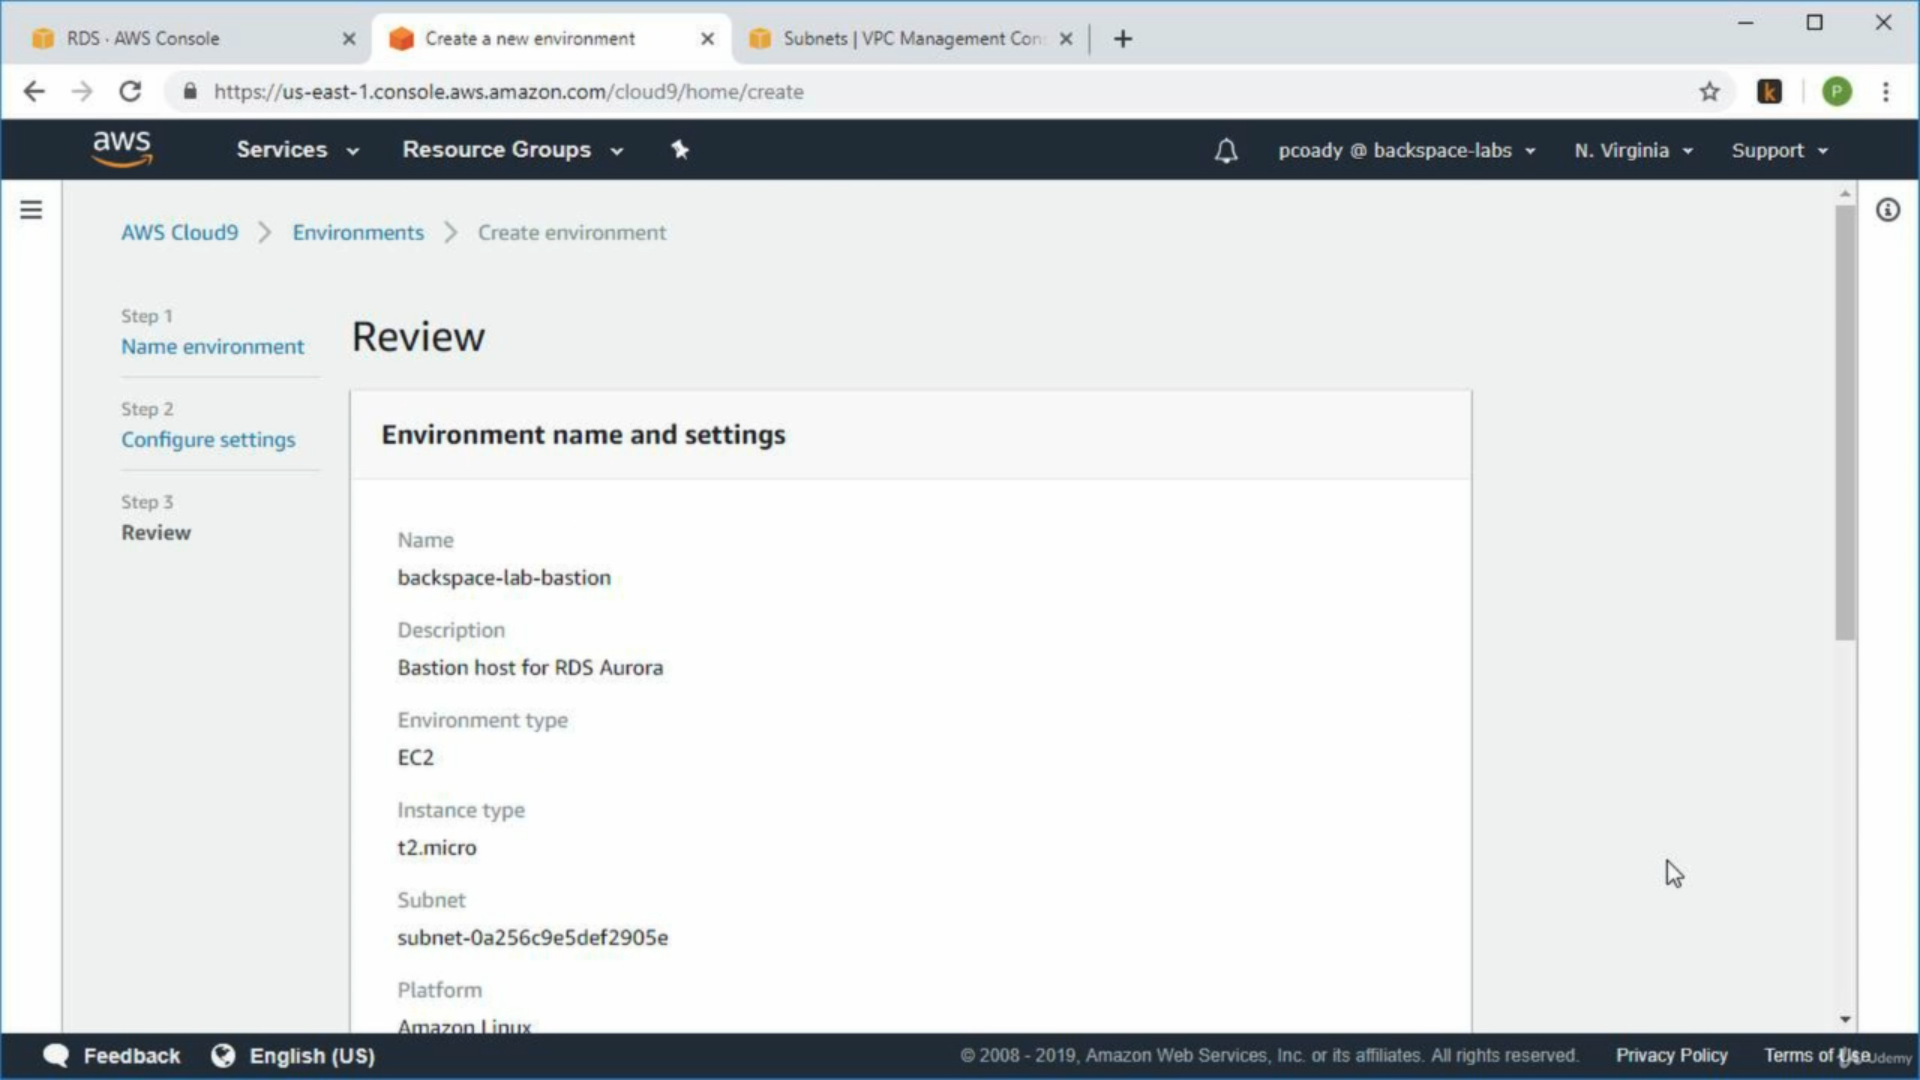 RDS · AWS Console
Create a new environment
Subnets | VPC Management Con
https://us-east-1.console.aws.amazon.com/cloud9/home/create
k
P
aws
Services
Resource Groups
pcoady @ backspace-labs
N. Virginia
Support
AWS Cloud9 > Environments > Create environment
Step 1
Name environment
Step 2
Configure settings
Step 3
Review
Review
Environment name and settings
Name
backspace-lab-bastion
Description
Bastion host for RDS Aurora
Environment type
EC2
Instance type
t2.micro
Subnet
subnet-0a256c9e5def2905e
Platform
Amazon Linux
Feedback
English (US)
© 2008 - 2019, Amazon Web Services, Inc. or its affiliates. All rights reserved.
Privacy Policy
Terms of Use
Udemy